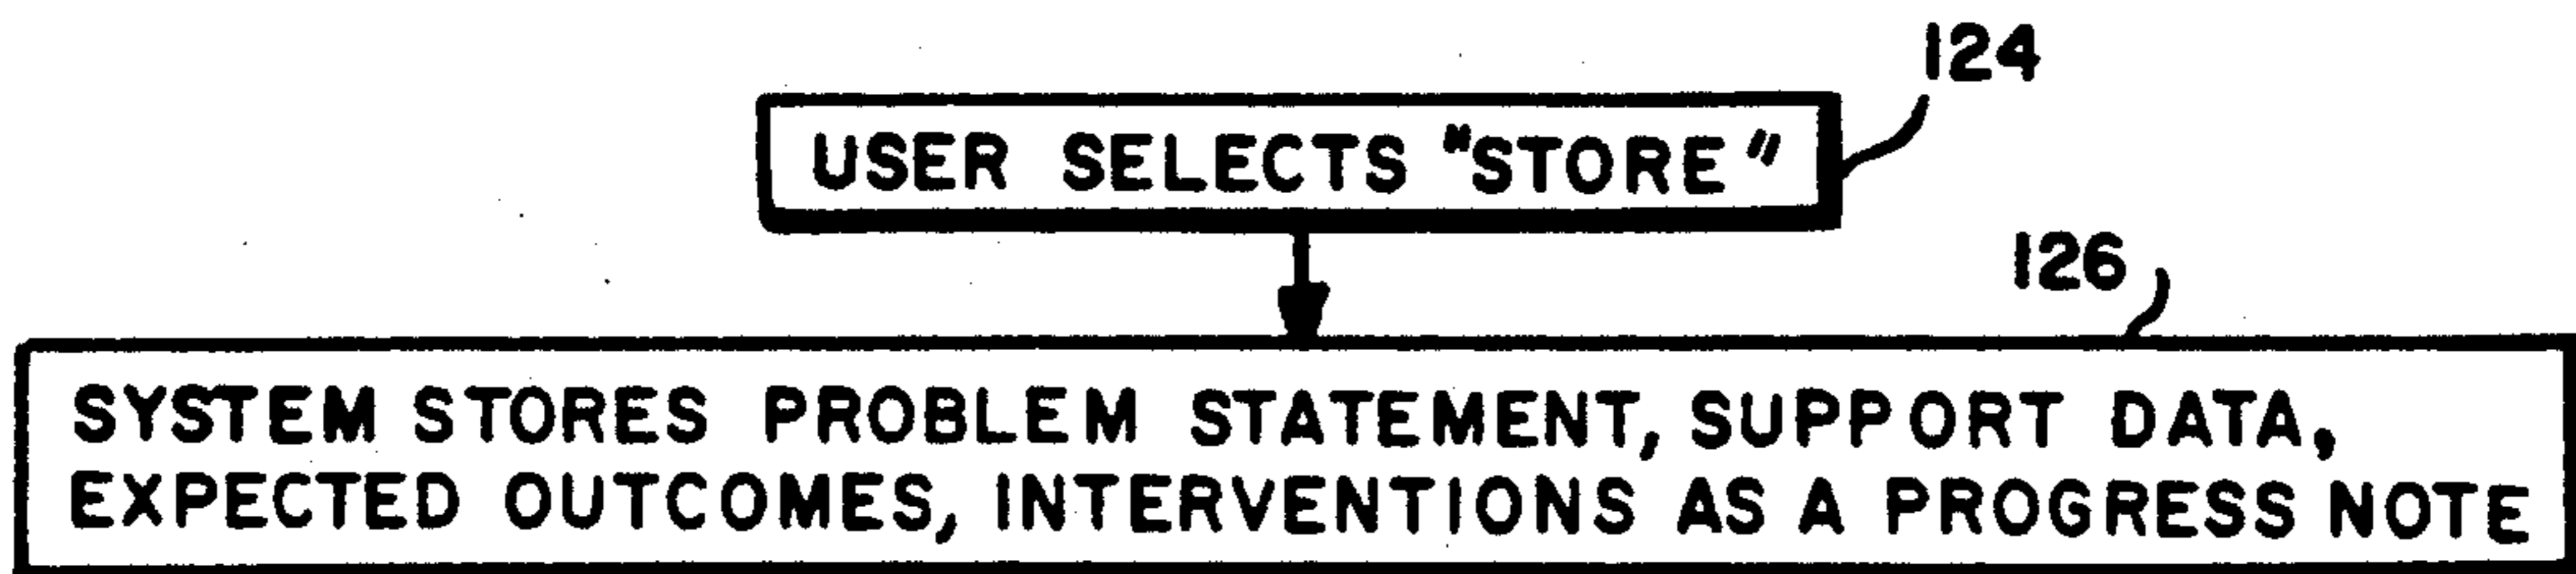 124
USER SELECTS "STORE"
126
SYSTEM STORES PROBLEM STATEMENT, SUPPORT DATA,
EXPECTED OUTCOMES, INTERVENTIONS AS A PROGRESS NOTE